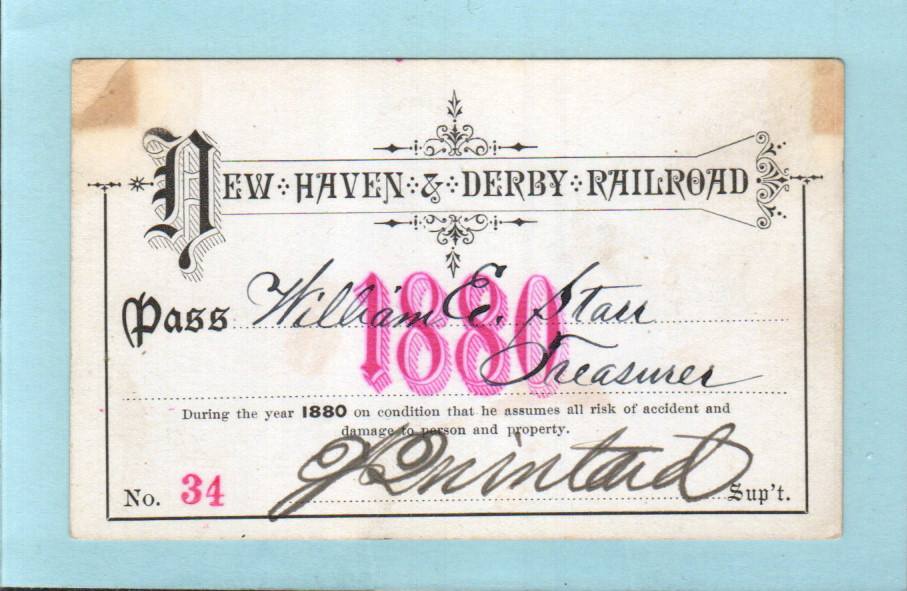 NEW HAVEN & DERBY RAILROAD
Pass William E. Starr
1880
Treasurer
During the year 1880 on condition that he assumes all risk of accident and
damage to person and property.
No. 34 J Quintard Sup't.